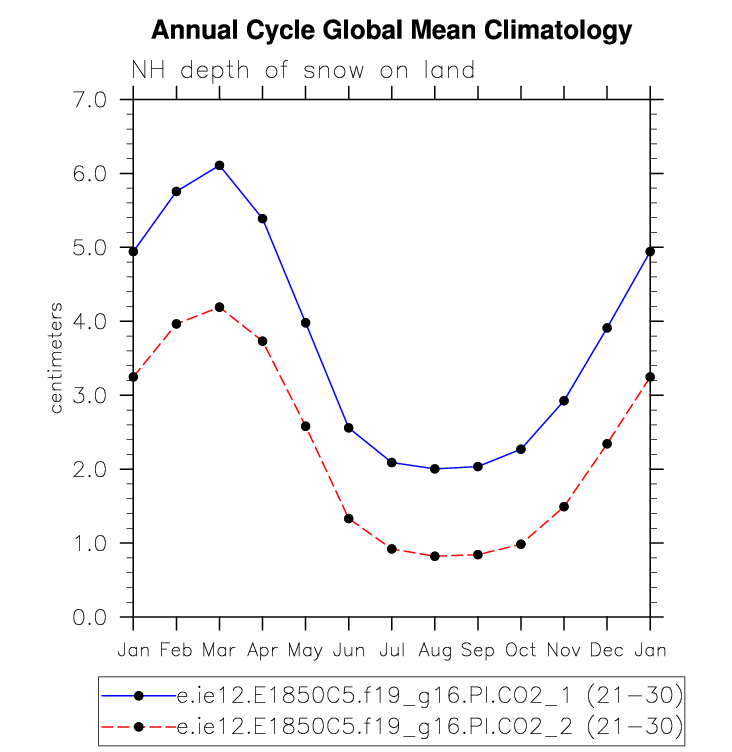 Annual Cycle Global Mean Climatology
NH depth of snow on land
7.0
6.0
5.0
4.0
3.0
2.0
1.0
0.0
centimeters
Jan Feb Mar Apr May Jun Jul Aug Sep Oct Nov Dec Jan
e.ie12.E1850C5.f19_g16.PI.CO2_1 (21-30)
e.ie12.E1850C5.f19_g16.PI.CO2_2 (21-30)